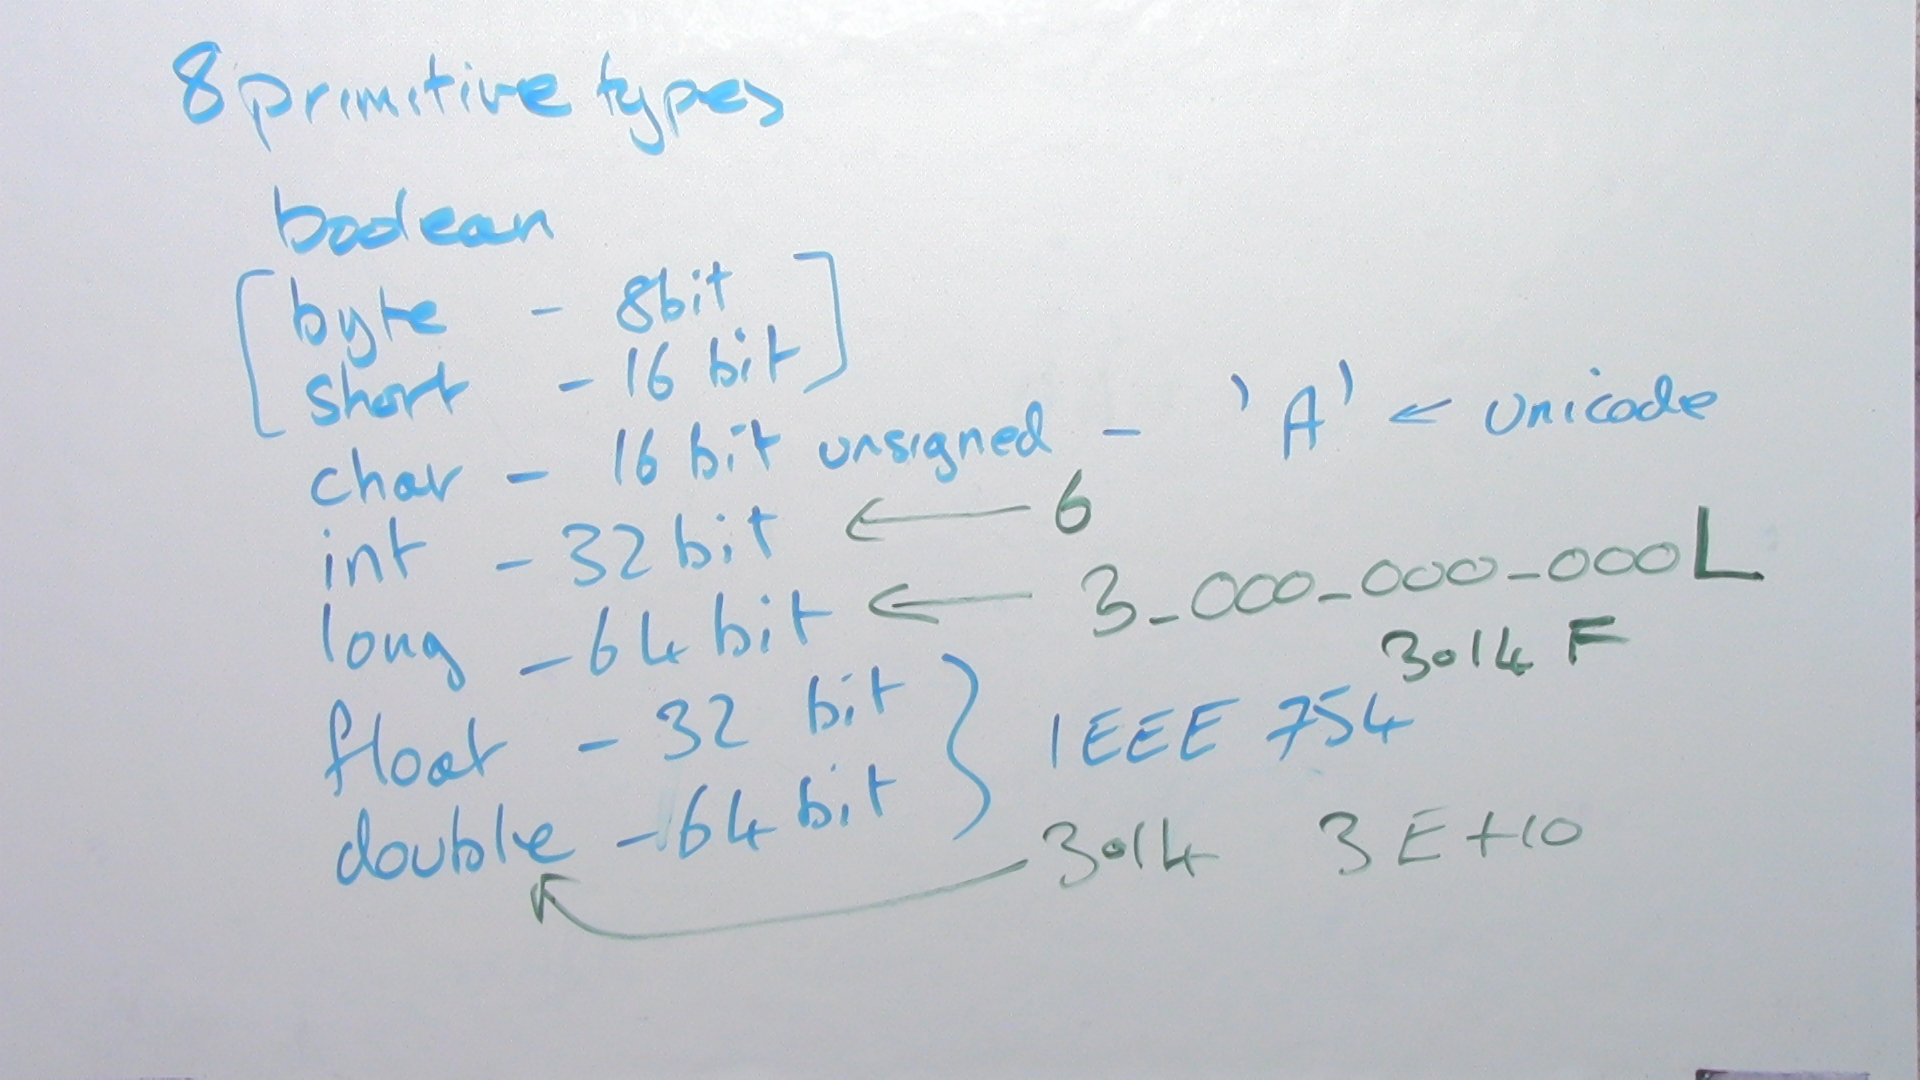 8 primitive types
boolean
[ byte - 8bit ]
[ short - 16 bit ]
char - 16 bit unsigned - 'A' ← Unicode
int - 32 bit ← 6
long - 64 bit ← 3_000_000_000L
3.14 F
float - 32 bit } IEEE 754
double - 64 bit } 3.14 3E+10